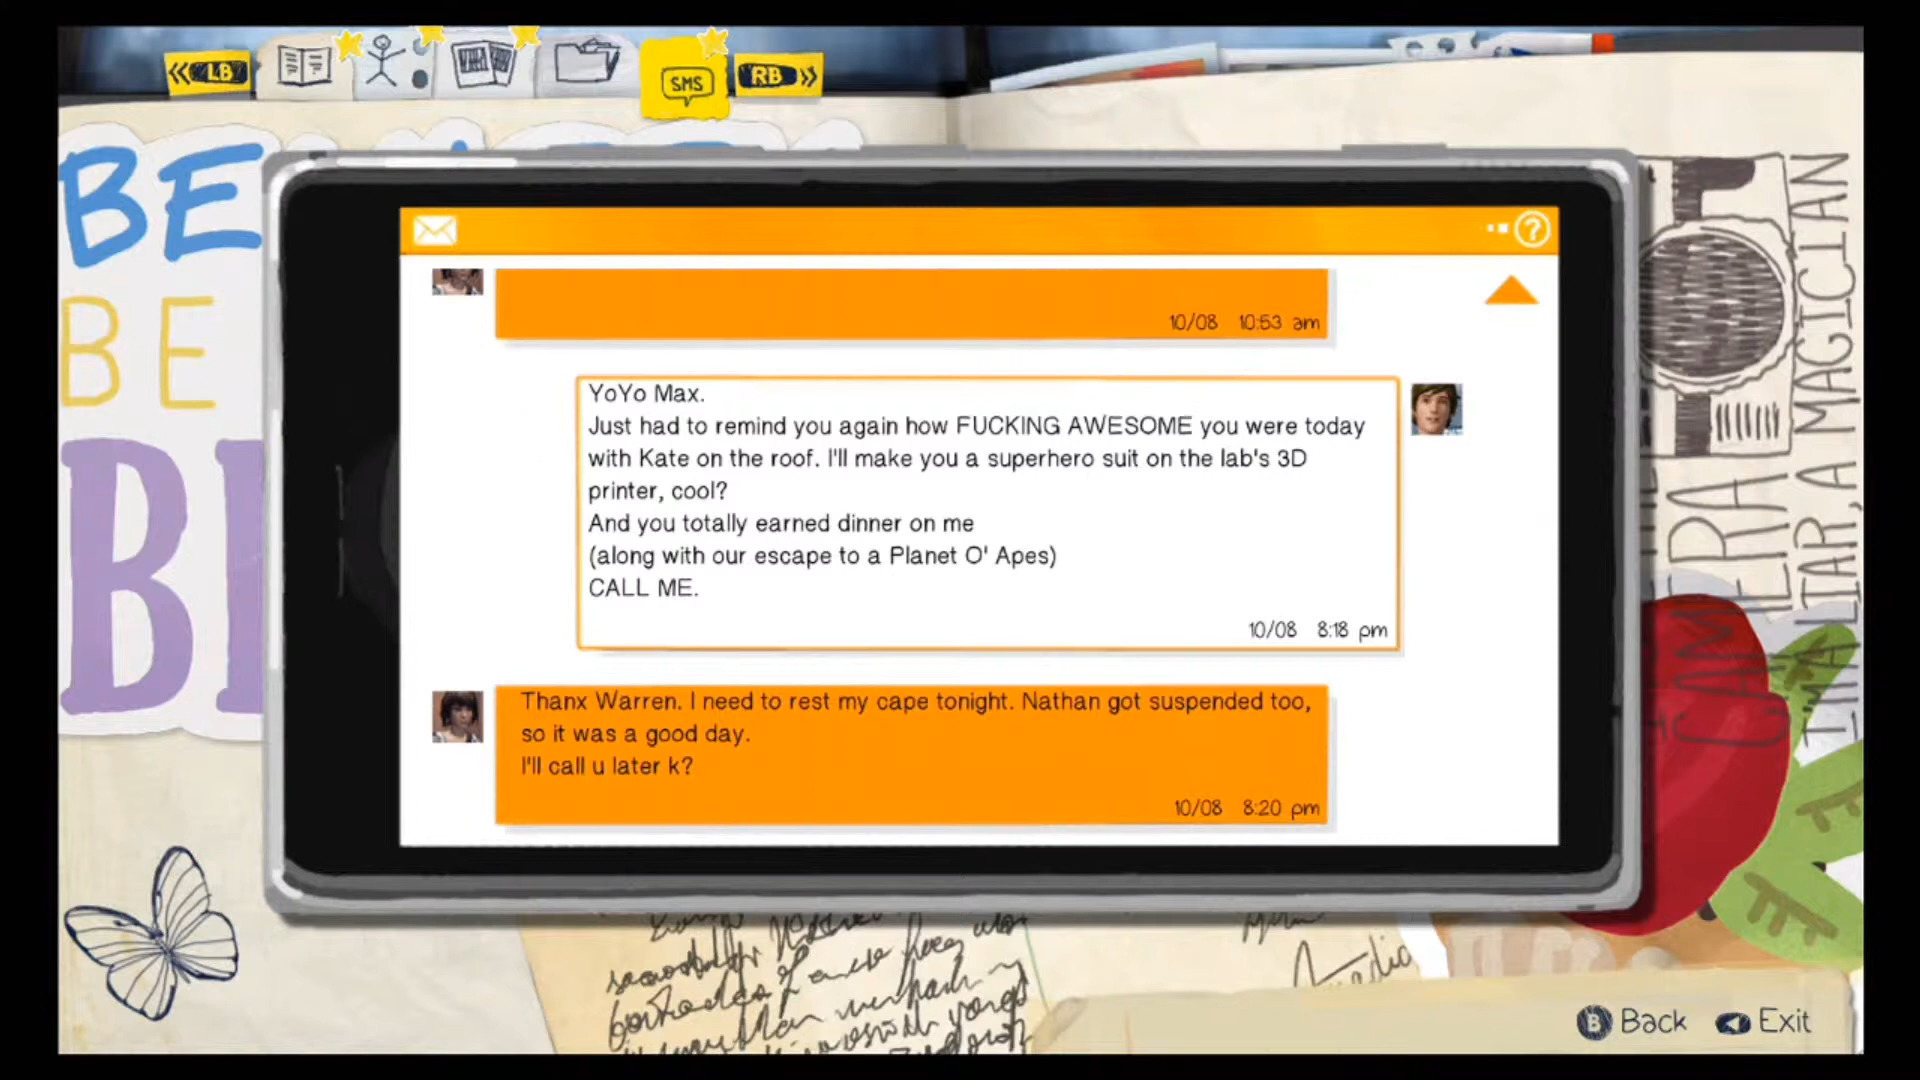 LB
SMS
RB
BE
BE
10/08 10:53 am
YoYo Max.
Just had to remind you again how FUCKING AWESOME you were today
with Kate on the roof. I'll make you a superhero suit on the lab's 3D
printer, cool?
And you totally earned dinner on me
(along with our escape to a Planet O' Apes)
CALL ME.
10/08 8:18 pm
Thanx Warren. I need to rest my cape tonight. Nathan got suspended too,
so it was a good day.
I'll call u later k?
10/08 8:20 pm
CAMERA
I'M A LIAR, A MAGICIAN
B Back
Exit